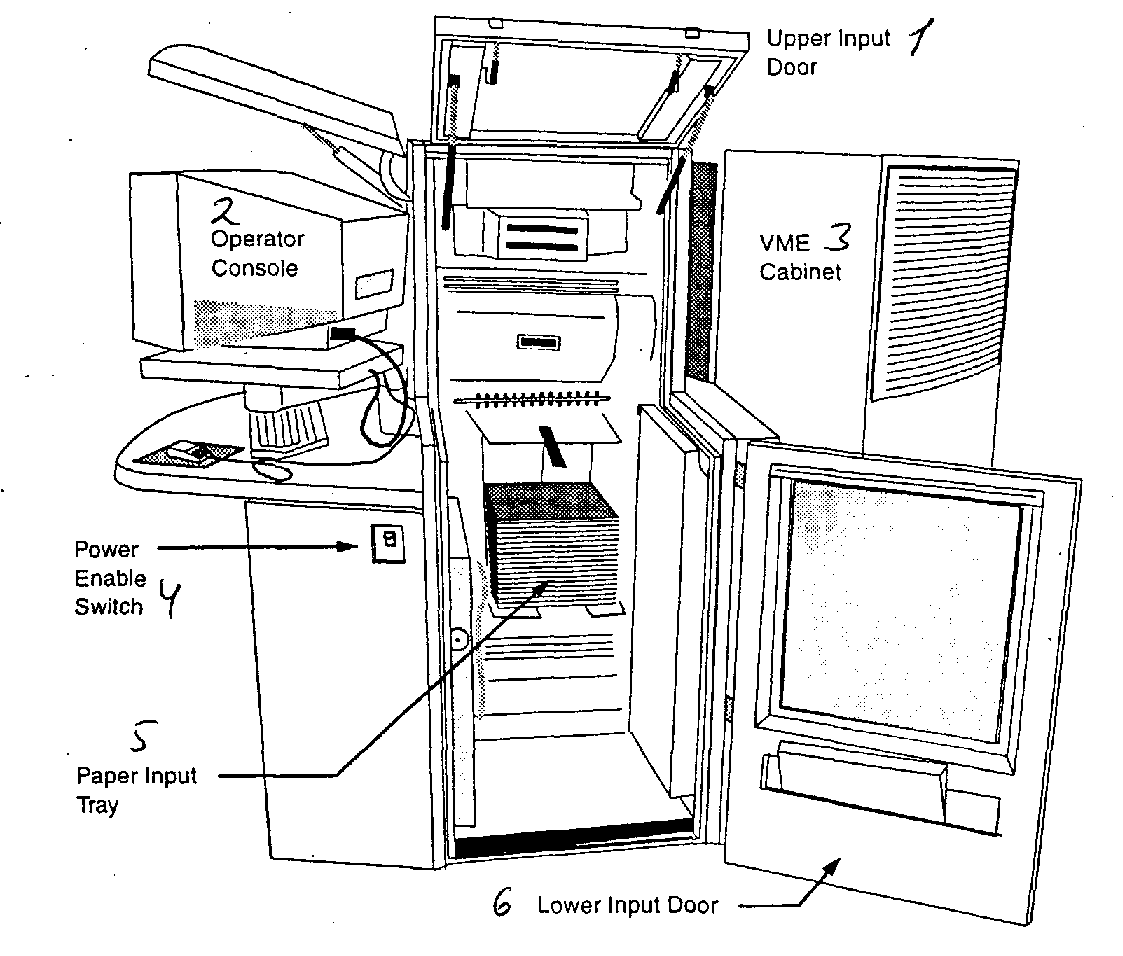 Upper Input 1
Door
2
Operator
Console
VME 3
Cabinet
Power
Enable
Switch 4
5
Paper Input
Tray
6 Lower Input Door